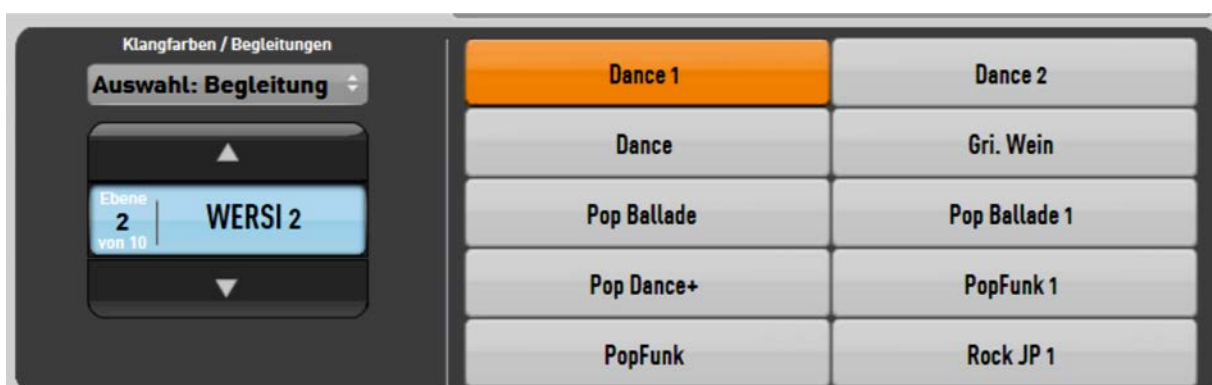 Klangfarben / Begleitungen
Auswahl: Begleitung
Ebene
2
von 10
WERSI 2
Dance 1
Dance 2
Dance
Gri. Wein
Pop Ballade
Pop Ballade 1
Pop Dance+
PopFunk 1
PopFunk
Rock JP 1